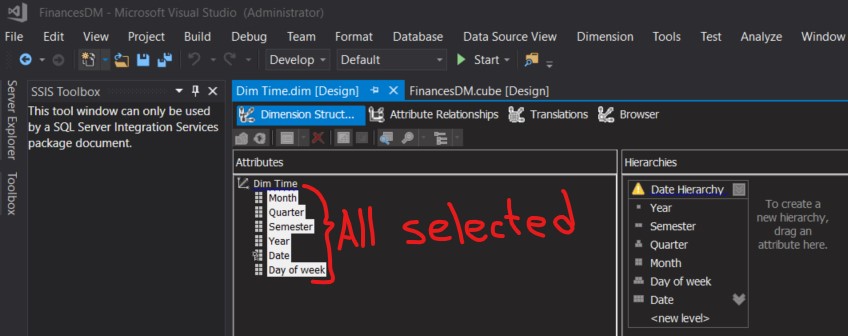 FinancesDM - Microsoft Visual Studio (Administrator)
File Edit View Project Build Debug Team Format Database Data Source View Dimension Tools Test Analyze Window
Develop Default Start
Server Explorer
Toolbox
SSIS Toolbox
This tool window can only be used
by a SQL Server Integration Services
package document.
Dim Time.dim [Design] FinancesDM.cube [Design]
Dimension Struct... Attribute Relationships Translations Browser
Attributes
Dim Time
Month
Quarter
Semester
Year
Date
Day of week
All selected
Hierarchies
Date Hierarchy
Year
Semester
Quarter
Month
Day of week
Date
<new level>
To create a
new hierarchy,
drag an
attribute here.